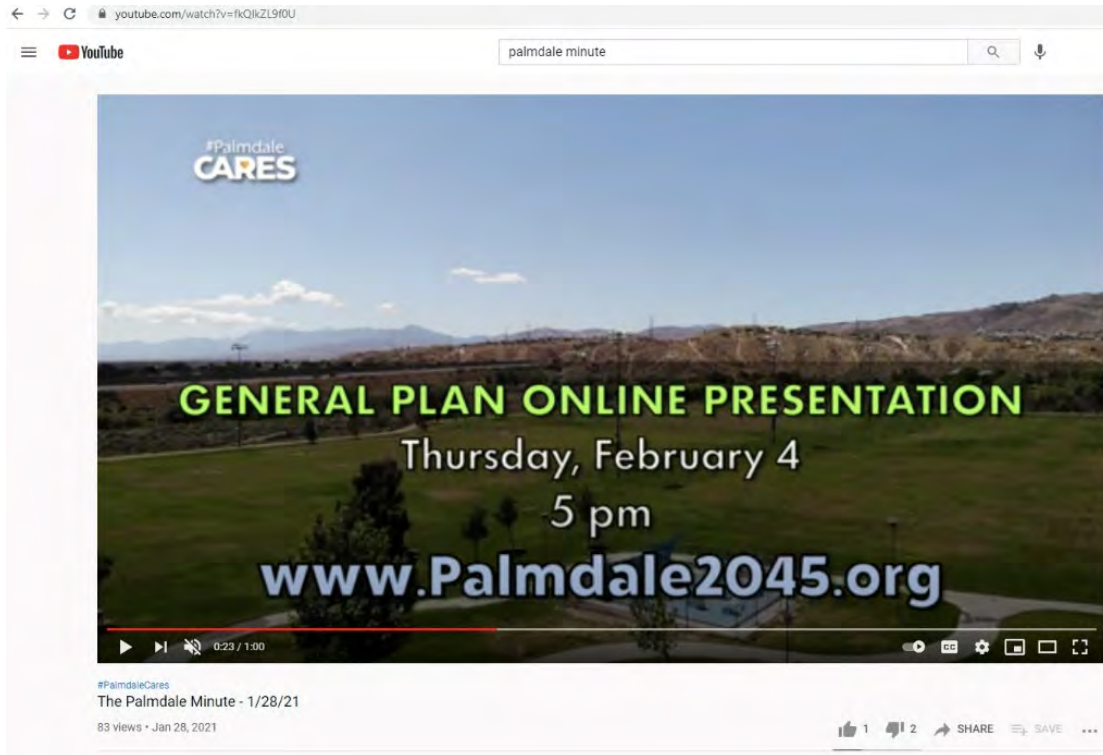 youtube.com/watch?v=fkQlkZL9f0U
YouTube
palmdale minute
#Palmdale
CARES
GENERAL PLAN ONLINE PRESENTATION
Thursday, February 4
5 pm
www.Palmdale2045.org
0:23 / 1:00
CC
#PalmdaleCares
The Palmdale Minute - 1/28/21
83 views • Jan 28, 2021
1
2
SHARE
SAVE